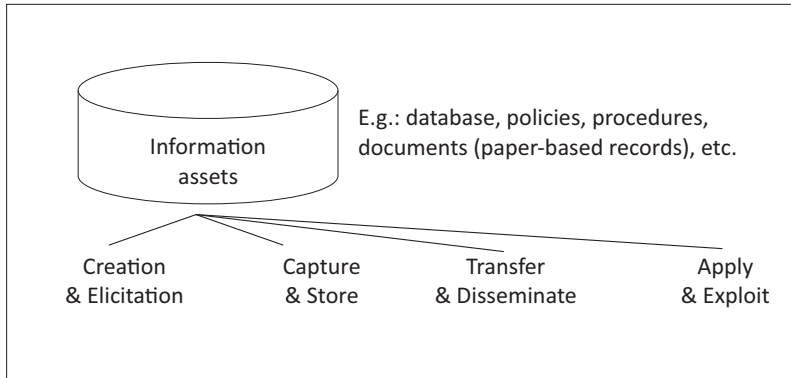 Information
assets
E.g.: database, policies, procedures,
documents (paper-based records), etc.
Creation
& Elicitation
Capture
& Store
Transfer
& Disseminate
Apply
& Exploit